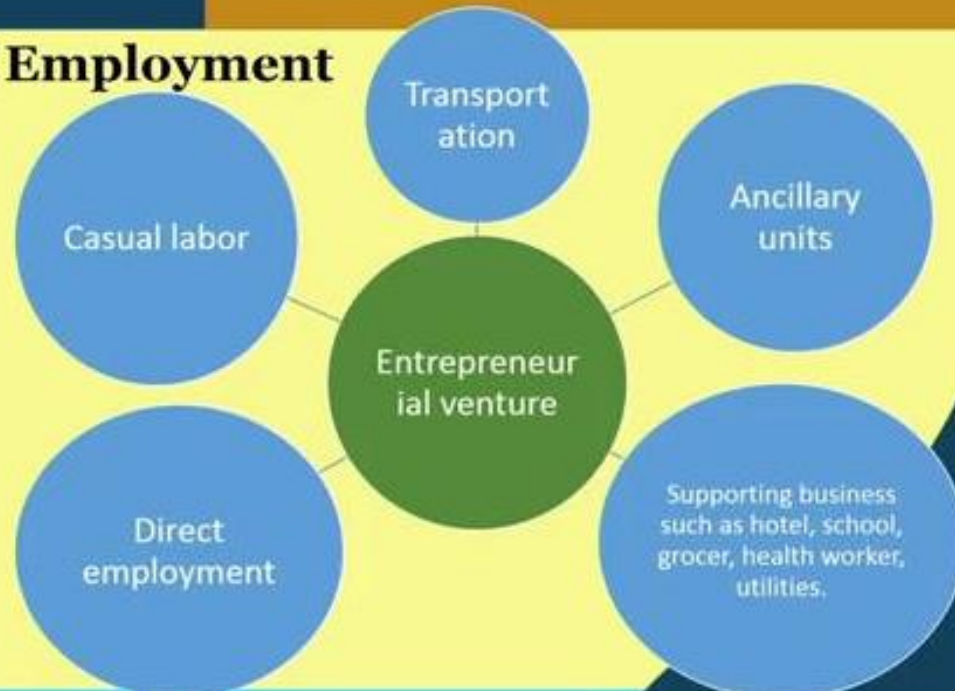 Employment
Transport
ation
Ancillary
units
Casual labor
Entrepreneur
ial venture
Direct
employment
Supporting business
such as hotel, school,
grocer, health worker,
utilities.